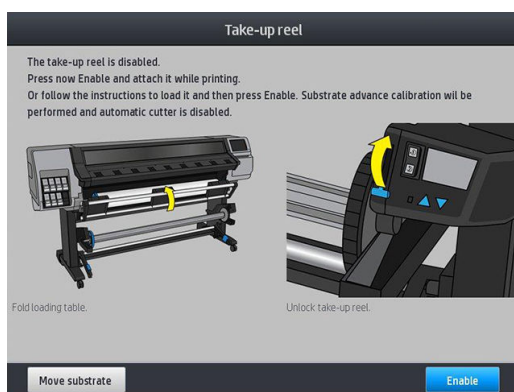 Take-up reel
The take-up reel is disabled.
Press now Enable and attach it while printing.
Or follow the instructions to load it and then press Enable. Substrate advance calibration wil be
performed and automatic cutter is disabled.
Fold loading table.
Unlock take-up reel.
Move substrate
Enable